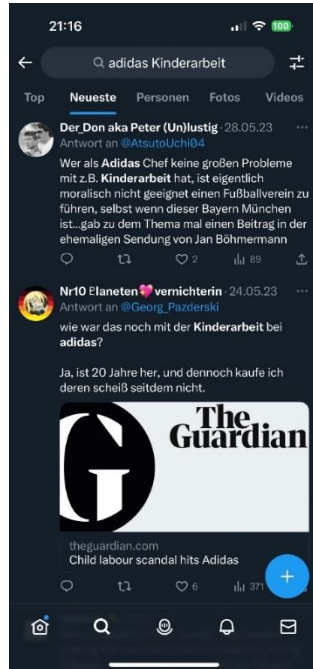 21:16
100
adidas Kinderarbeit
Top Neueste Personen Fotos Videos
Der_Don aka Peter (Un)lustig · 28.05.23
Antwort an @AtsutoUchi04
Wer als Adidas Chef keine großen Probleme
mit z.B. Kinderarbeit hat, ist eigentlich
moralisch nicht geeignet einen Fußballverein zu
führen, selbst wenn dieser Bayern München
ist...gab zu dem Thema mal einen Beitrag in der
ehemaligen Sendung von Jan Böhmermann
2 89
Nr10 Planeten💖vernichterin · 24.05.23
Antwort an @Georg_Pazderski
wie war das noch mit der Kinderarbeit bei
adidas?
Ja, ist 20 Jahre her, und dennoch kaufe ich
deren scheiß seitdem nicht.
The
Guardian
theguardian.com
Child labour scandal hits Adidas
6 371